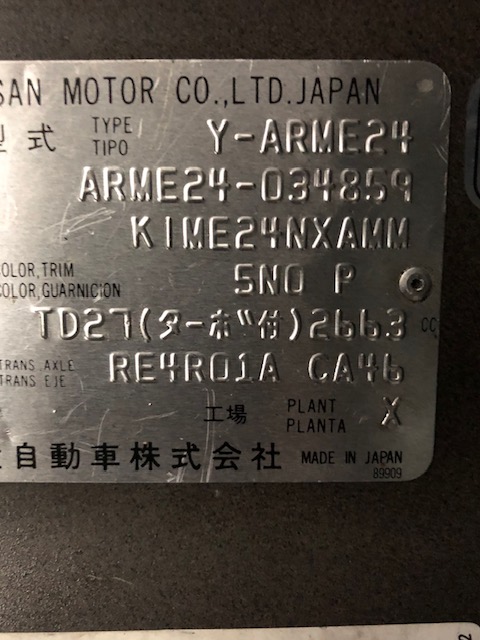 SAN MOTOR CO.,LTD.JAPAN
型式 TYPE TIPO Y-ARME24
ARME24-034859
K1ME24NXAMM
COLOR,TRIM
COLOR,GUARNICION
5N0 P
TD27(ターボ付)2663 CC
TRANS.AXLE
TRANS EJE
RE4R01A CA46
工場 PLANT PLANTA X
自動車株式会社 MADE IN JAPAN
89909
2